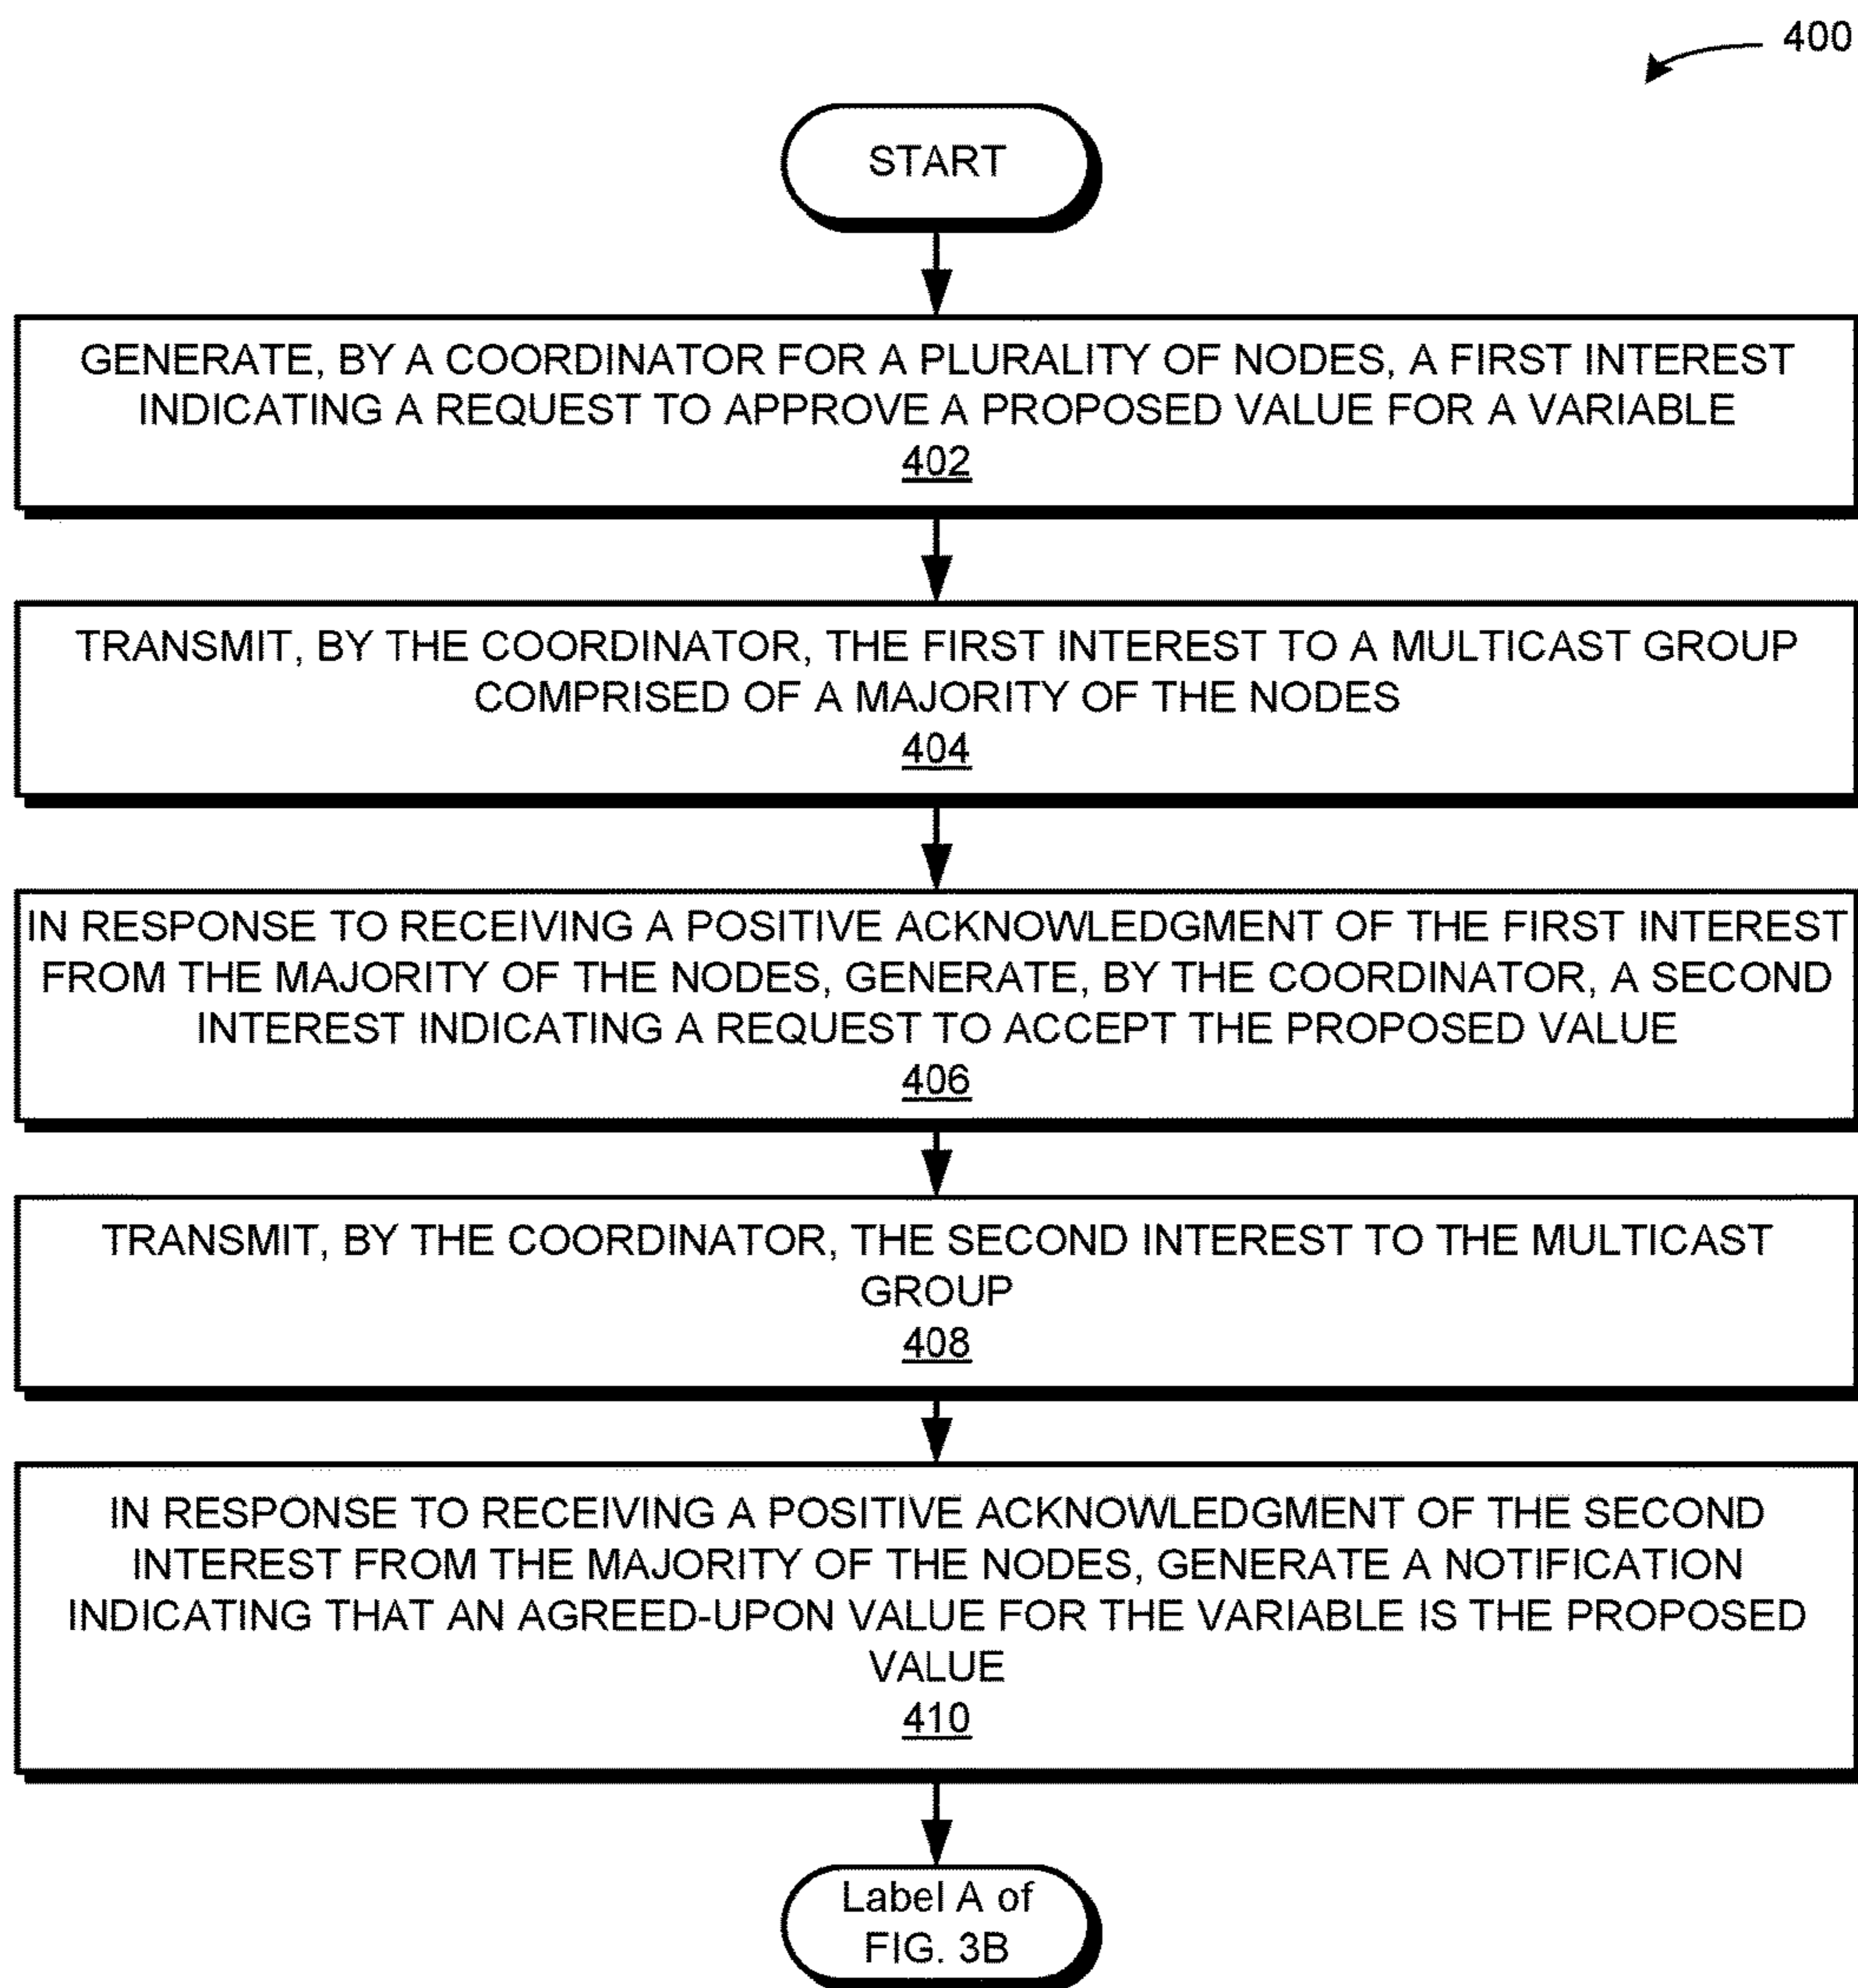 400
START
GENERATE, BY A COORDINATOR FOR A PLURALITY OF NODES, A FIRST INTEREST
INDICATING A REQUEST TO APPROVE A PROPOSED VALUE FOR A VARIABLE
402
TRANSMIT, BY THE COORDINATOR, THE FIRST INTEREST TO A MULTICAST GROUP
COMPRISED OF A MAJORITY OF THE NODES
404
IN RESPONSE TO RECEIVING A POSITIVE ACKNOWLEDGMENT OF THE FIRST INTEREST
FROM THE MAJORITY OF THE NODES, GENERATE, BY THE COORDINATOR, A SECOND
INTEREST INDICATING A REQUEST TO ACCEPT THE PROPOSED VALUE
406
TRANSMIT, BY THE COORDINATOR, THE SECOND INTEREST TO THE MULTICAST
GROUP
408
IN RESPONSE TO RECEIVING A POSITIVE ACKNOWLEDGMENT OF THE SECOND
INTEREST FROM THE MAJORITY OF THE NODES, GENERATE A NOTIFICATION
INDICATING THAT AN AGREED-UPON VALUE FOR THE VARIABLE IS THE PROPOSED
VALUE
410
Label A of
FIG. 3B